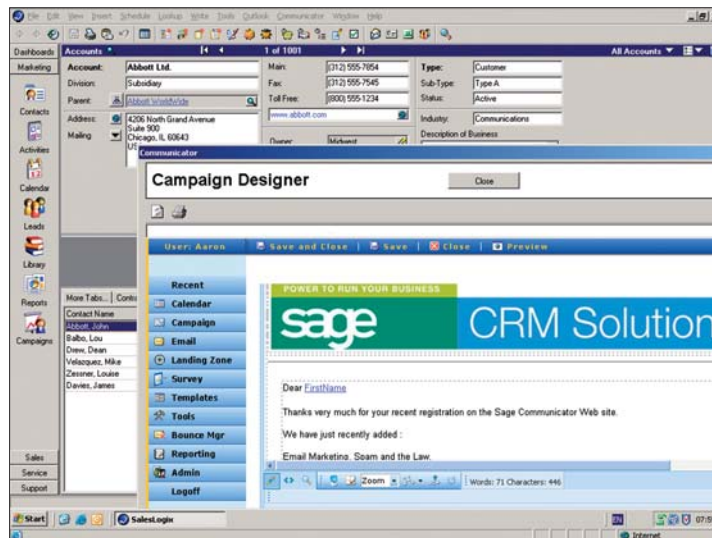 File Edit View Insert Schedule Lookup Write Tools Outlook Communicator Window Help
Dashboards Accounts 1 of 1001 All Accounts
Marketing
Account: Abbott Ltd. Main: (312) 555-7854 Type: Customer
Division: Subsidiary Fax: (312) 555-7545 Sub-Type: Type A
Parent: Abbott WorldWide Toll Free: (800) 555-1234 Status: Active
Address: 4206 North Grand Avenue www.abbott.com Industry: Communications
Mailing Suite 900 Description of Business
Chicago, IL 60643 Owner: Midwest
Contacts
Activities
Calendar
Leads
Library
Reports
Campaigns
Sales
Service
Support
Communicator
Campaign Designer Close
User: Aaron Save and Close | Save | Close | Preview
Recent
Calendar
Campaign
Email
Landing Zone
Survey
Templates
Tools
Bounce Mgr
Reporting
Admin
Logoff
POWER TO RUN YOUR BUSINESS
sage CRM Solution
Dear FirstName
Thanks very much for your recent registration on the Sage Communicator Web site.
We have just recently added :
Email Marketing, Spam and the Law.
Zoom Words: 71 Characters: 446
More Tabs...
Contact Name
Abbott, John
Balbo, Lou
Drew, Dean
Velazquez, Mike
Zessner, Louise
Davies, James
Start SalesLogix EN
Internet